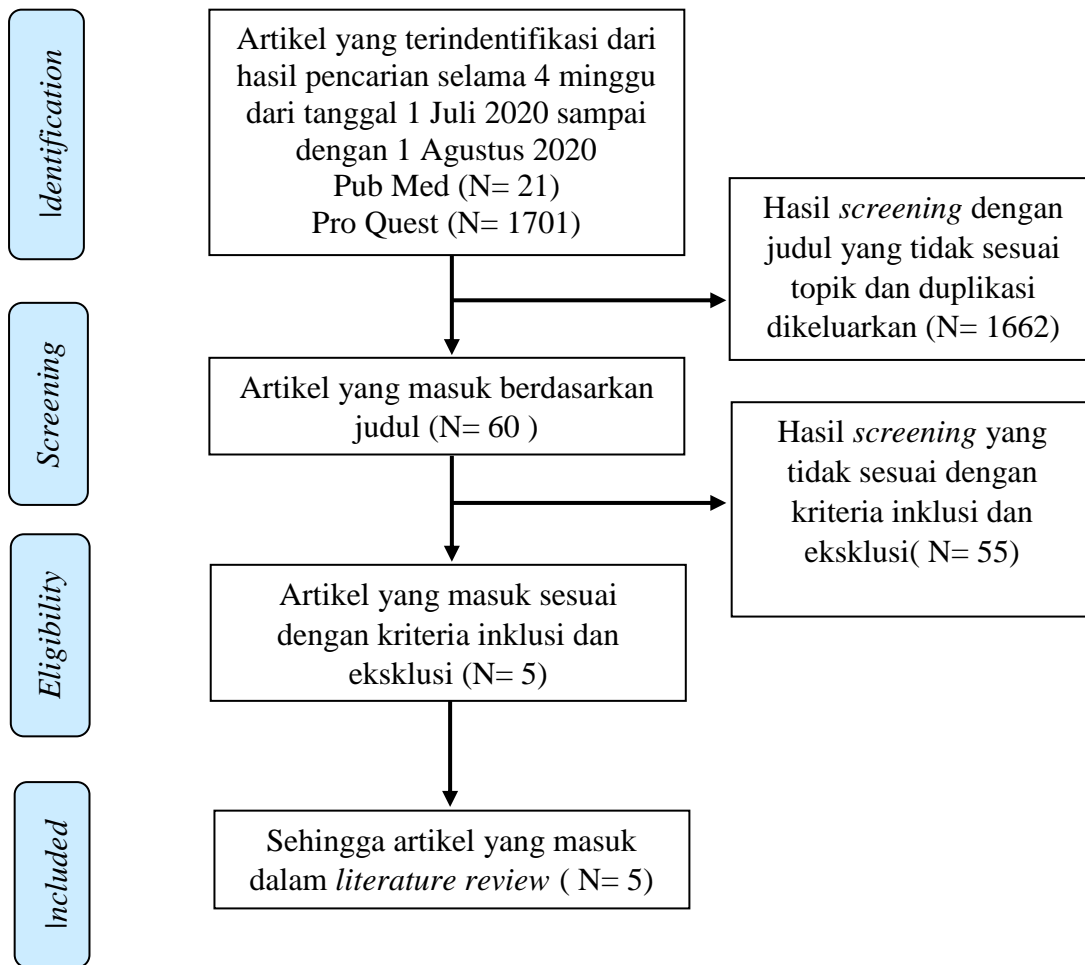 Identification
Artikel yang terindentifikasi dari
hasil pencarian selama 4 minggu
dari tanggal 1 Juli 2020 sampai
dengan 1 Agustus 2020
Pub Med (N= 21)
Pro Quest (N= 1701)
Hasil screening dengan
judul yang tidak sesuai
topik dan duplikasi
dikeluarkan (N= 1662)
Screening
Artikel yang masuk berdasarkan
judul (N= 60 )
Hasil screening yang
tidak sesuai dengan
kriteria inklusi dan
eksklusi( N= 55)
Eligibility
Artikel yang masuk sesuai
dengan kriteria inklusi dan
eksklusi (N= 5)
Included
Sehingga artikel yang masuk
dalam literature review ( N= 5)